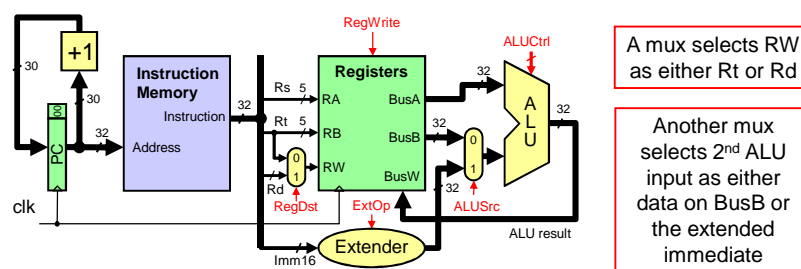 RegWrite
ALUCtrl
+1
30
30
00
PC
32
Instruction
Memory
Instruction
Address
32
Rs
5
Rt
5
Rd
0
1
RegDst
Registers
RA
RB
RW
BusA
BusB
BusW
32
32
32
0
1
ALUSrc
A
L
U
32
ALU result
clk
Imm16
ExtOp
Extender
A mux selects RW
as either Rt or Rd
Another mux
selects 2nd ALU
input as either
data on BusB or
the extended
immediate